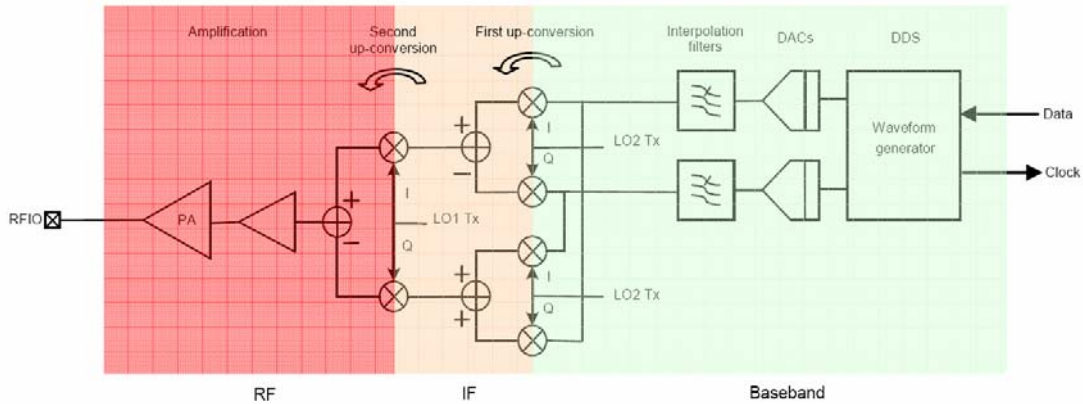 Amplification
Second
up-conversion
First up-conversion
Interpolation
filters
DACs
DDS
+
−
I
Q
LO2 Tx
Waveform
generator
Data
Clock
RFIO
PA
+
−
I
Q
LO1 Tx
+
+
I
Q
LO2 Tx
RF
IF
Baseband